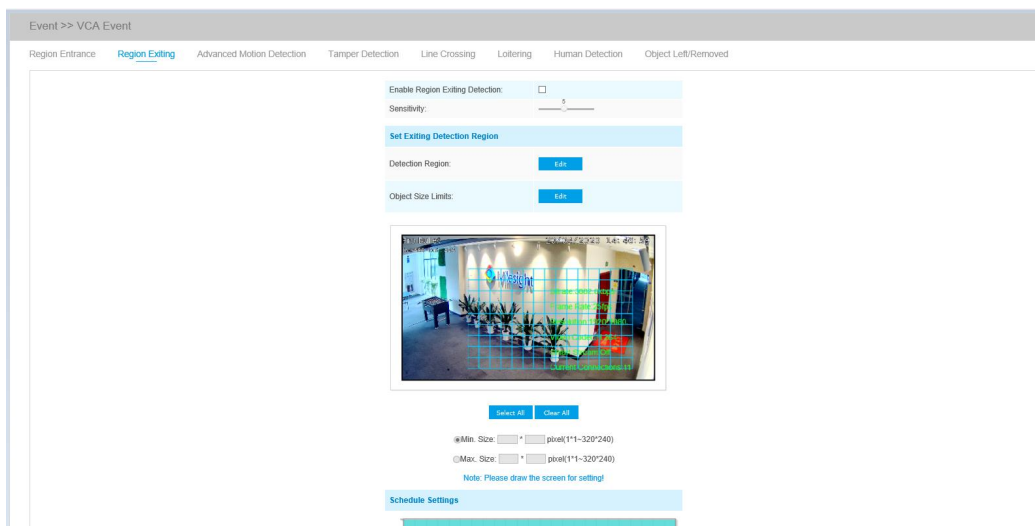 Event >> VCA Event
Region Entrance Region Exiting Advanced Motion Detection Tamper Detection Line Crossing Loitering Human Detection Object Left/Removed
Enable Region Exiting Detection:
5
Sensitivity:
Set Exiting Detection Region
Detection Region: Edit
Object Size Limits: Edit
Milesight
Current Connections: 11
Select All Clear All
Min. Size: * pixel(1*1~320*240)
Max. Size: * pixel(1*1~320*240)
Note: Please draw the screen for setting!
Schedule Settings